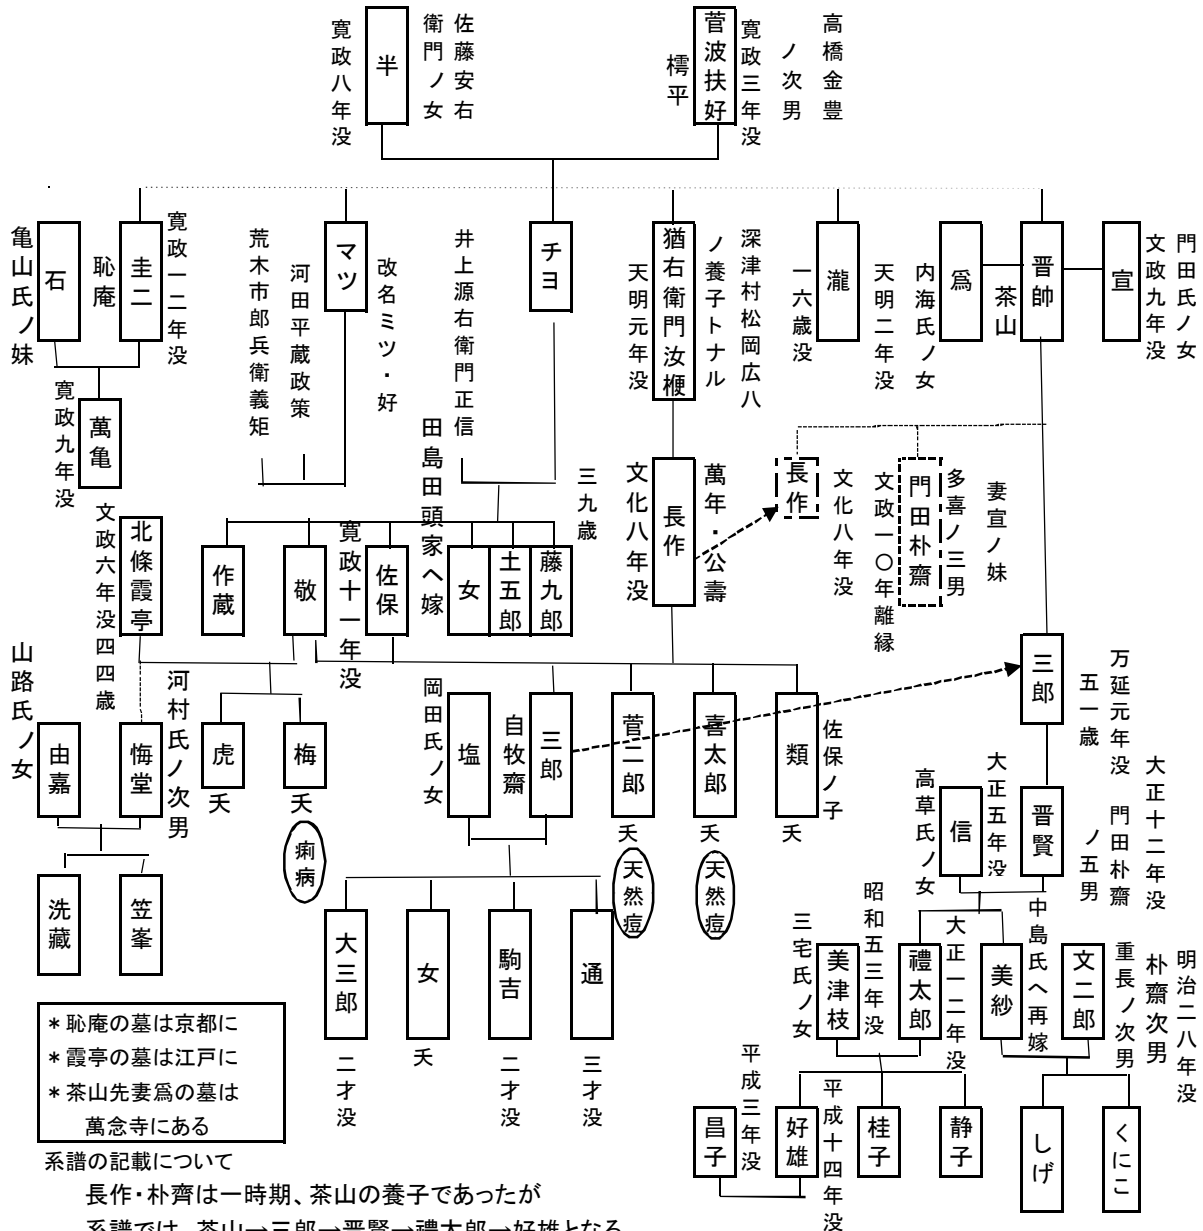 高橋金豊
ノ次男
寛政三年没
菅波扶好
樗平
佐藤安右
衛門ノ女
半
寛政八年没
門田氏ノ女
文政九年没
宣
晋帥
茶山
爲
内海氏ノ女
天明二年没
瀧
一六歳没
深津村松岡広八
ノ養子トナル
猶右衛門汝楩
天明元年没
チヨ
井上源右衛門正信
改名ミツ・好
マツ
河田平蔵政策
荒木市郎兵衛義矩
寛政一二年没
圭二
恥庵
石
亀山氏ノ妹
萬亀
寛政九年没
妻宣ノ妹
多喜ノ三男
門田朴齋
文政一〇年離縁
文化八年没
長作
萬年・公壽
長作
文化八年没
三九歳
藤九郎
土五郎
女
田島田頭家へ嫁
佐保
寛政十一年没
敬
作蔵
北條霞亭
文政六年没四四歳
万延元年没
五一歳
三郎
佐保ノ子
類
夭
喜太郎
夭
天然痘
菅二郎
夭
天然痘
三郎
自牧齋
塩
岡田氏ノ女
梅
夭
痢病
虎
夭
河村氏ノ次男
悔堂
由嘉
山路氏ノ女
笠峯
洗藏
大正十二年没
門田朴齋
ノ五男
晋賢
大正五年没
信
高草氏ノ女
通
三才没
駒吉
二才没
女
夭
大三郎
二才没
明治二八年没
朴齋次男
重長ノ次男
文二郎
中島氏へ再嫁
美紗
大正一二年没
禮太郎
昭和五三年没
美津枝
三宅氏ノ女
くにこ
しげ
静子
桂子
平成十四年没
好雄
平成三年没
昌子
*恥庵の墓は京都に
*霞亭の墓は江戸に
*茶山先妻爲の墓は
萬念寺にある
系譜の記載について
長作・朴齊は一時期、茶山の養子であったが
系譜では、茶山→三郎→晋賢→禮太郎→好雄となる